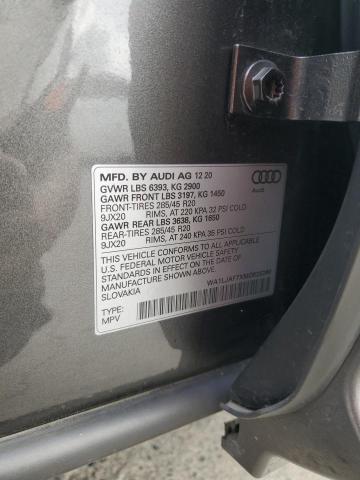 MFD. BY AUDI AG 12 20
GVWR LBS 6393, KG 2900
GAWR FRONT LBS 3197, KG 1450
FRONT-TIRES 285/45 R20
9JX20 RIMS, AT 220 KPA 32 PSI COLD
GAWR REAR LBS 3638, KG 1650
REAR-TIRES 285/45 R20
9JX20 RIMS, AT 240 KPA 35 PSI COLD
THIS VEHICLE CONFORMS TO ALL APPLICABLE
U.S. FEDERAL MOTOR VEHICLE SAFETY
STANDARDS IN EFFECT ON THE DATE OF
MANUFACTURE SHOWN ABOVE.
SLOVAKIA
TYPE:
MPV
Audi